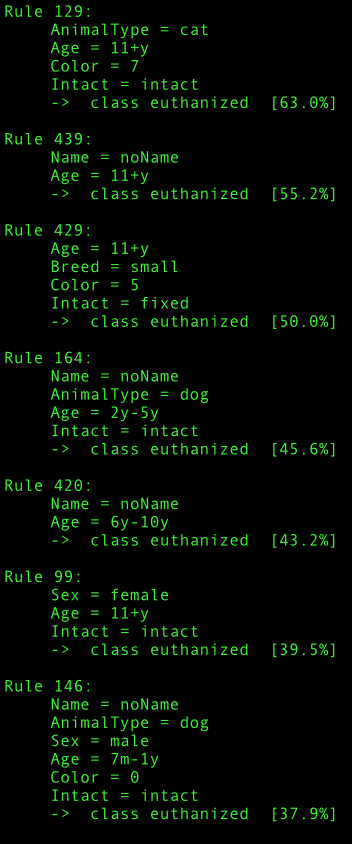 Rule 129:
AnimalType = cat
Age = 11+y
Color = 7
Intact = intact
-> class euthanized [63.0%]
Rule 439:
Name = noName
Age = 11+y
-> class euthanized [55.2%]
Rule 429:
Age = 11+y
Breed = small
Color = 5
Intact = fixed
-> class euthanized [50.0%]
Rule 164:
Name = noName
AnimalType = dog
Age = 2y-5y
Intact = intact
-> class euthanized [45.6%]
Rule 420:
Name = noName
Age = 6y-10y
-> class euthanized [43.2%]
Rule 99:
Sex = female
Age = 11+y
Intact = intact
-> class euthanized [39.5%]
Rule 146:
Name = noName
AnimalType = dog
Sex = male
Age = 7m-1y
Color = 0
Intact = intact
-> class euthanized [37.9%]